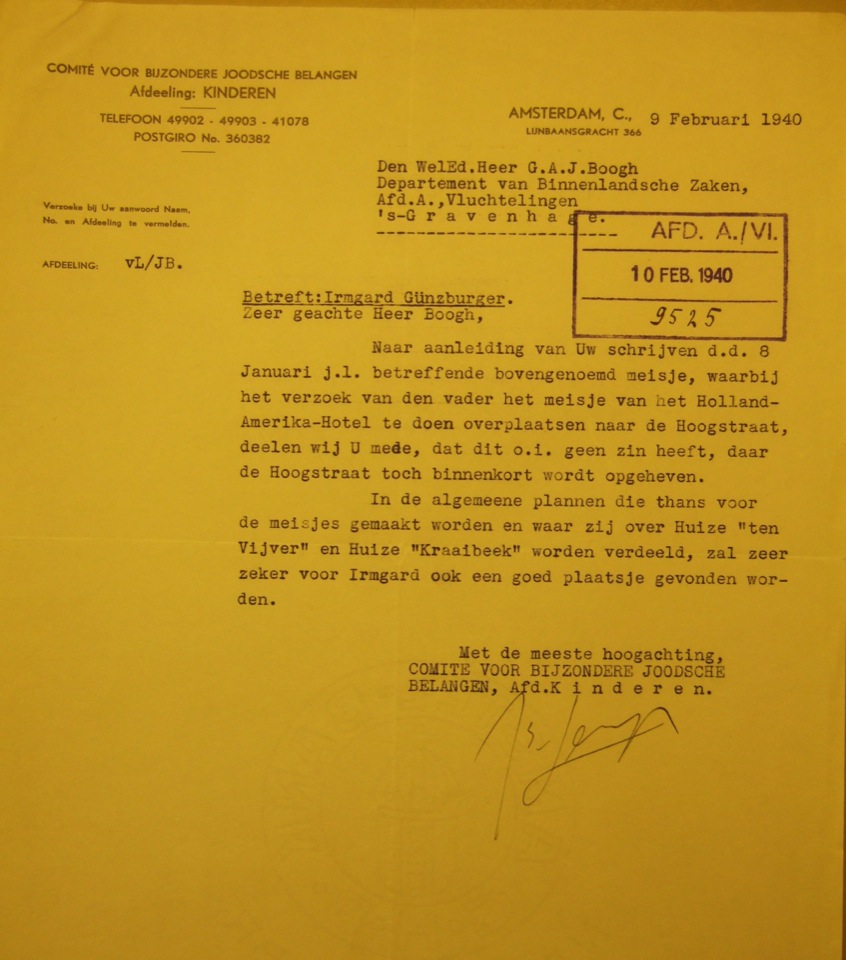 COMITÉ VOOR BIJZONDERE JOODSCHE BELANGEN
Afdeeling: KINDEREN
TELEFOON 49902 - 49903 - 41078
POSTGIRO No. 360382
AMSTERDAM, C., 9 Februari 1940
LIJNBAANSGRACHT 366
Den WelEd.Heer G.A.J.Boogh
Departement van Binnenlandsche Zaken,
Afd.A.,Vluchtelingen
's-G r a v e n h a g e.
Verzoeke bij Uw aanwoord Naam,
No. en Afdeeling te vermelden.
AFDEELING: vL/JB.
AFD. A./VI.
10 FEB. 1940
9525
Betreft:Irmgard Günzburger.
Zeer geachte Heer Boogh,
Naar aanleiding van Uw schrijven d.d. 8
Januari j.l. betreffende bovengenoemd meisje, waarbij
het verzoek van den vader het meisje van het Holland-
Amerika-Hotel te doen overplaatsen naar de Hoogstraat,
deelen wij U mede, dat dit o.i. geen zin heeft, daar
de Hoogstraat toch binnenkort wordt opgeheven.
In de algemeene plannen die thans voor
de meisjes gemaakt worden en waar zij over Huize "ten
Vijver" en Huize "Kraaibeek" worden verdeeld, zal zeer
zeker voor Irmgard ook een goed plaatsje gevonden wor-
den.
Met de meeste hoogachting,
COMITE VOOR BIJZONDERE JOODSCHE
BELANGEN, Afd.K i n d e r e n.